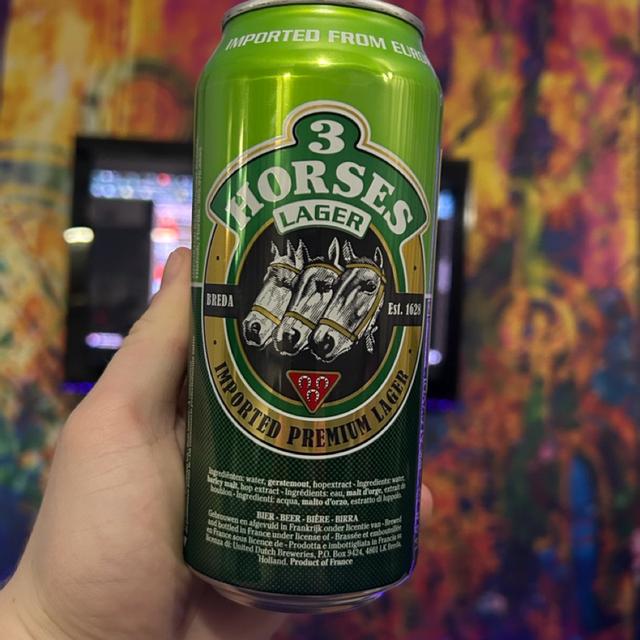 IMPORTED FROM
3
HORSES
LAGER
BREDA
Est. 1628
IMPORTED PREMIUM LAGER
Ingrediënten: water, gerstemout, hopextract - Ingredients: water,
barley malt, hop extract - Ingrédients: eau, malt d'orge, extrait de
houblon - Ingredienti: acqua, malto d'orzo, estratto di luppolo.
BIER - BEER - BIÈRE - BIRRA
Gebrouwen en afgevuld in Frankrijk onder licentie van - Brewed
and bottled in France under license of - Brassée et embouteillée
en France sous licence de - Prodotta e imbottigliata in Francia su
licenza di: United Dutch Breweries, P.O. Box 9424, 4801 LK Breda,
Holland. Product of France